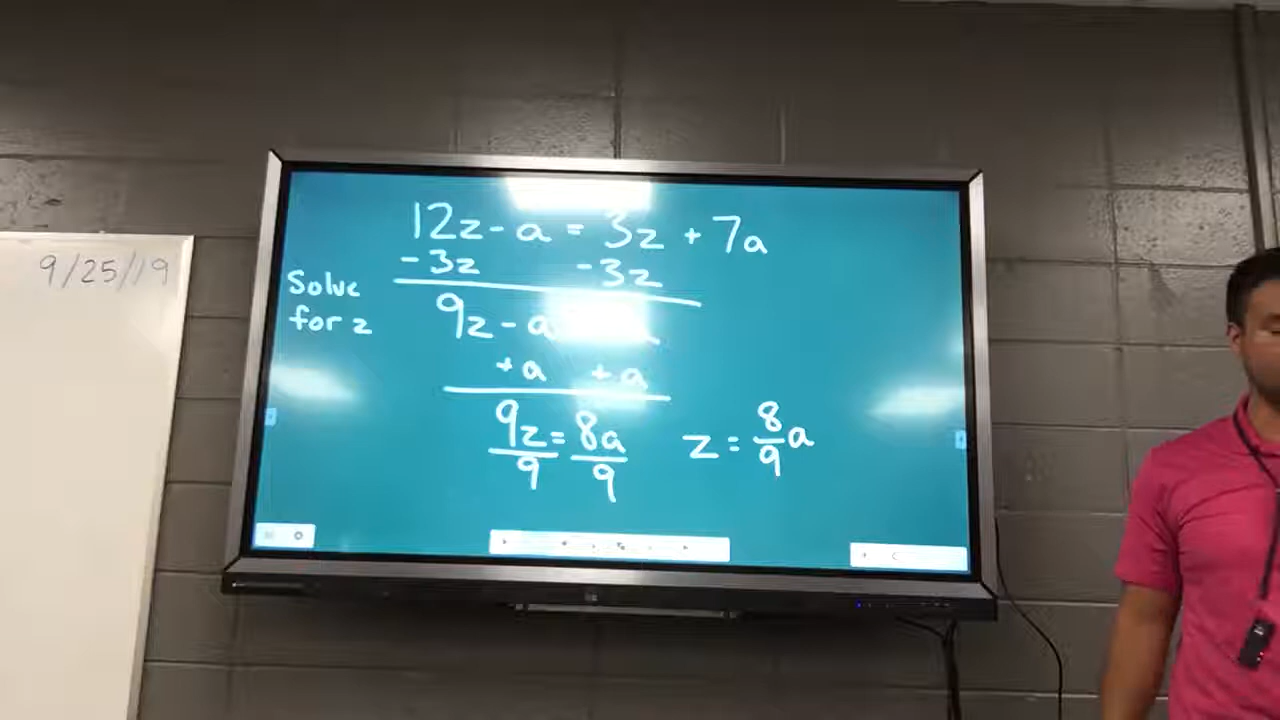 9/25/19
12z - a = 3z + 7a
-3z -3z
Solve
for z
9z - a
+a +a
9z = 8a
9 9
z = 8/9 a